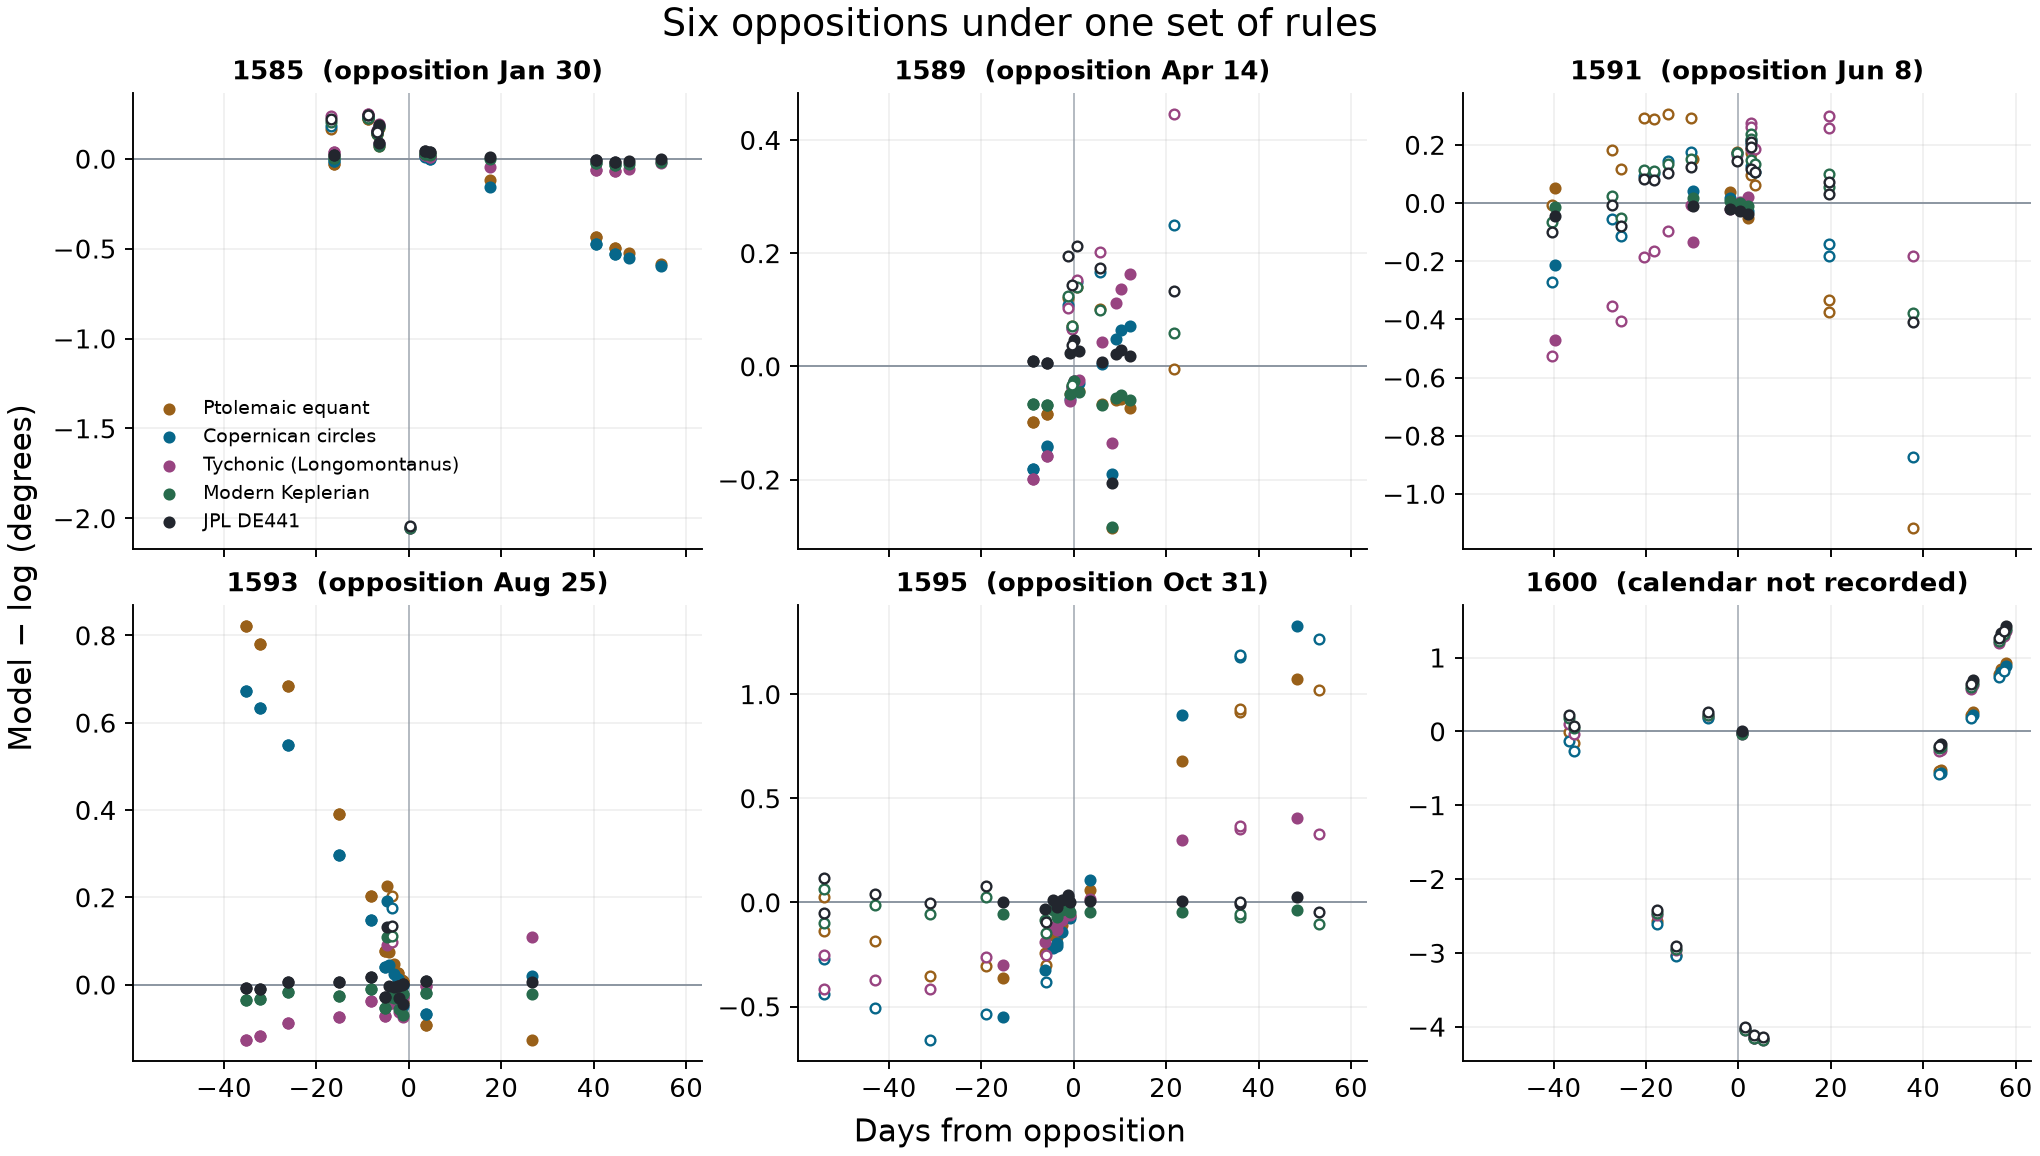 Six oppositions under one set of rules
1585  (opposition Jan 30)
1589  (opposition Apr 14)
1591  (opposition Jun 8)
0.0
−0.5
−1.0
−1.5
−2.0
Ptolemaic equant
Copernican circles
Tychonic (Longomontanus)
Modern Keplerian
JPL DE441
0.4
0.2
0.0
−0.2
0.2
0.0
−0.2
−0.4
−0.6
−0.8
−1.0
Model − log (degrees)
1593  (opposition Aug 25)
1595  (opposition Oct 31)
1600  (calendar not recorded)
0.8
0.6
0.4
0.2
0.0
−40 −20 0 20 40 60
1.0
0.5
0.0
−0.5
−40 −20 0 20 40 60
1
0
−1
−2
−3
−4
−40 −20 0 20 40 60
Days from opposition